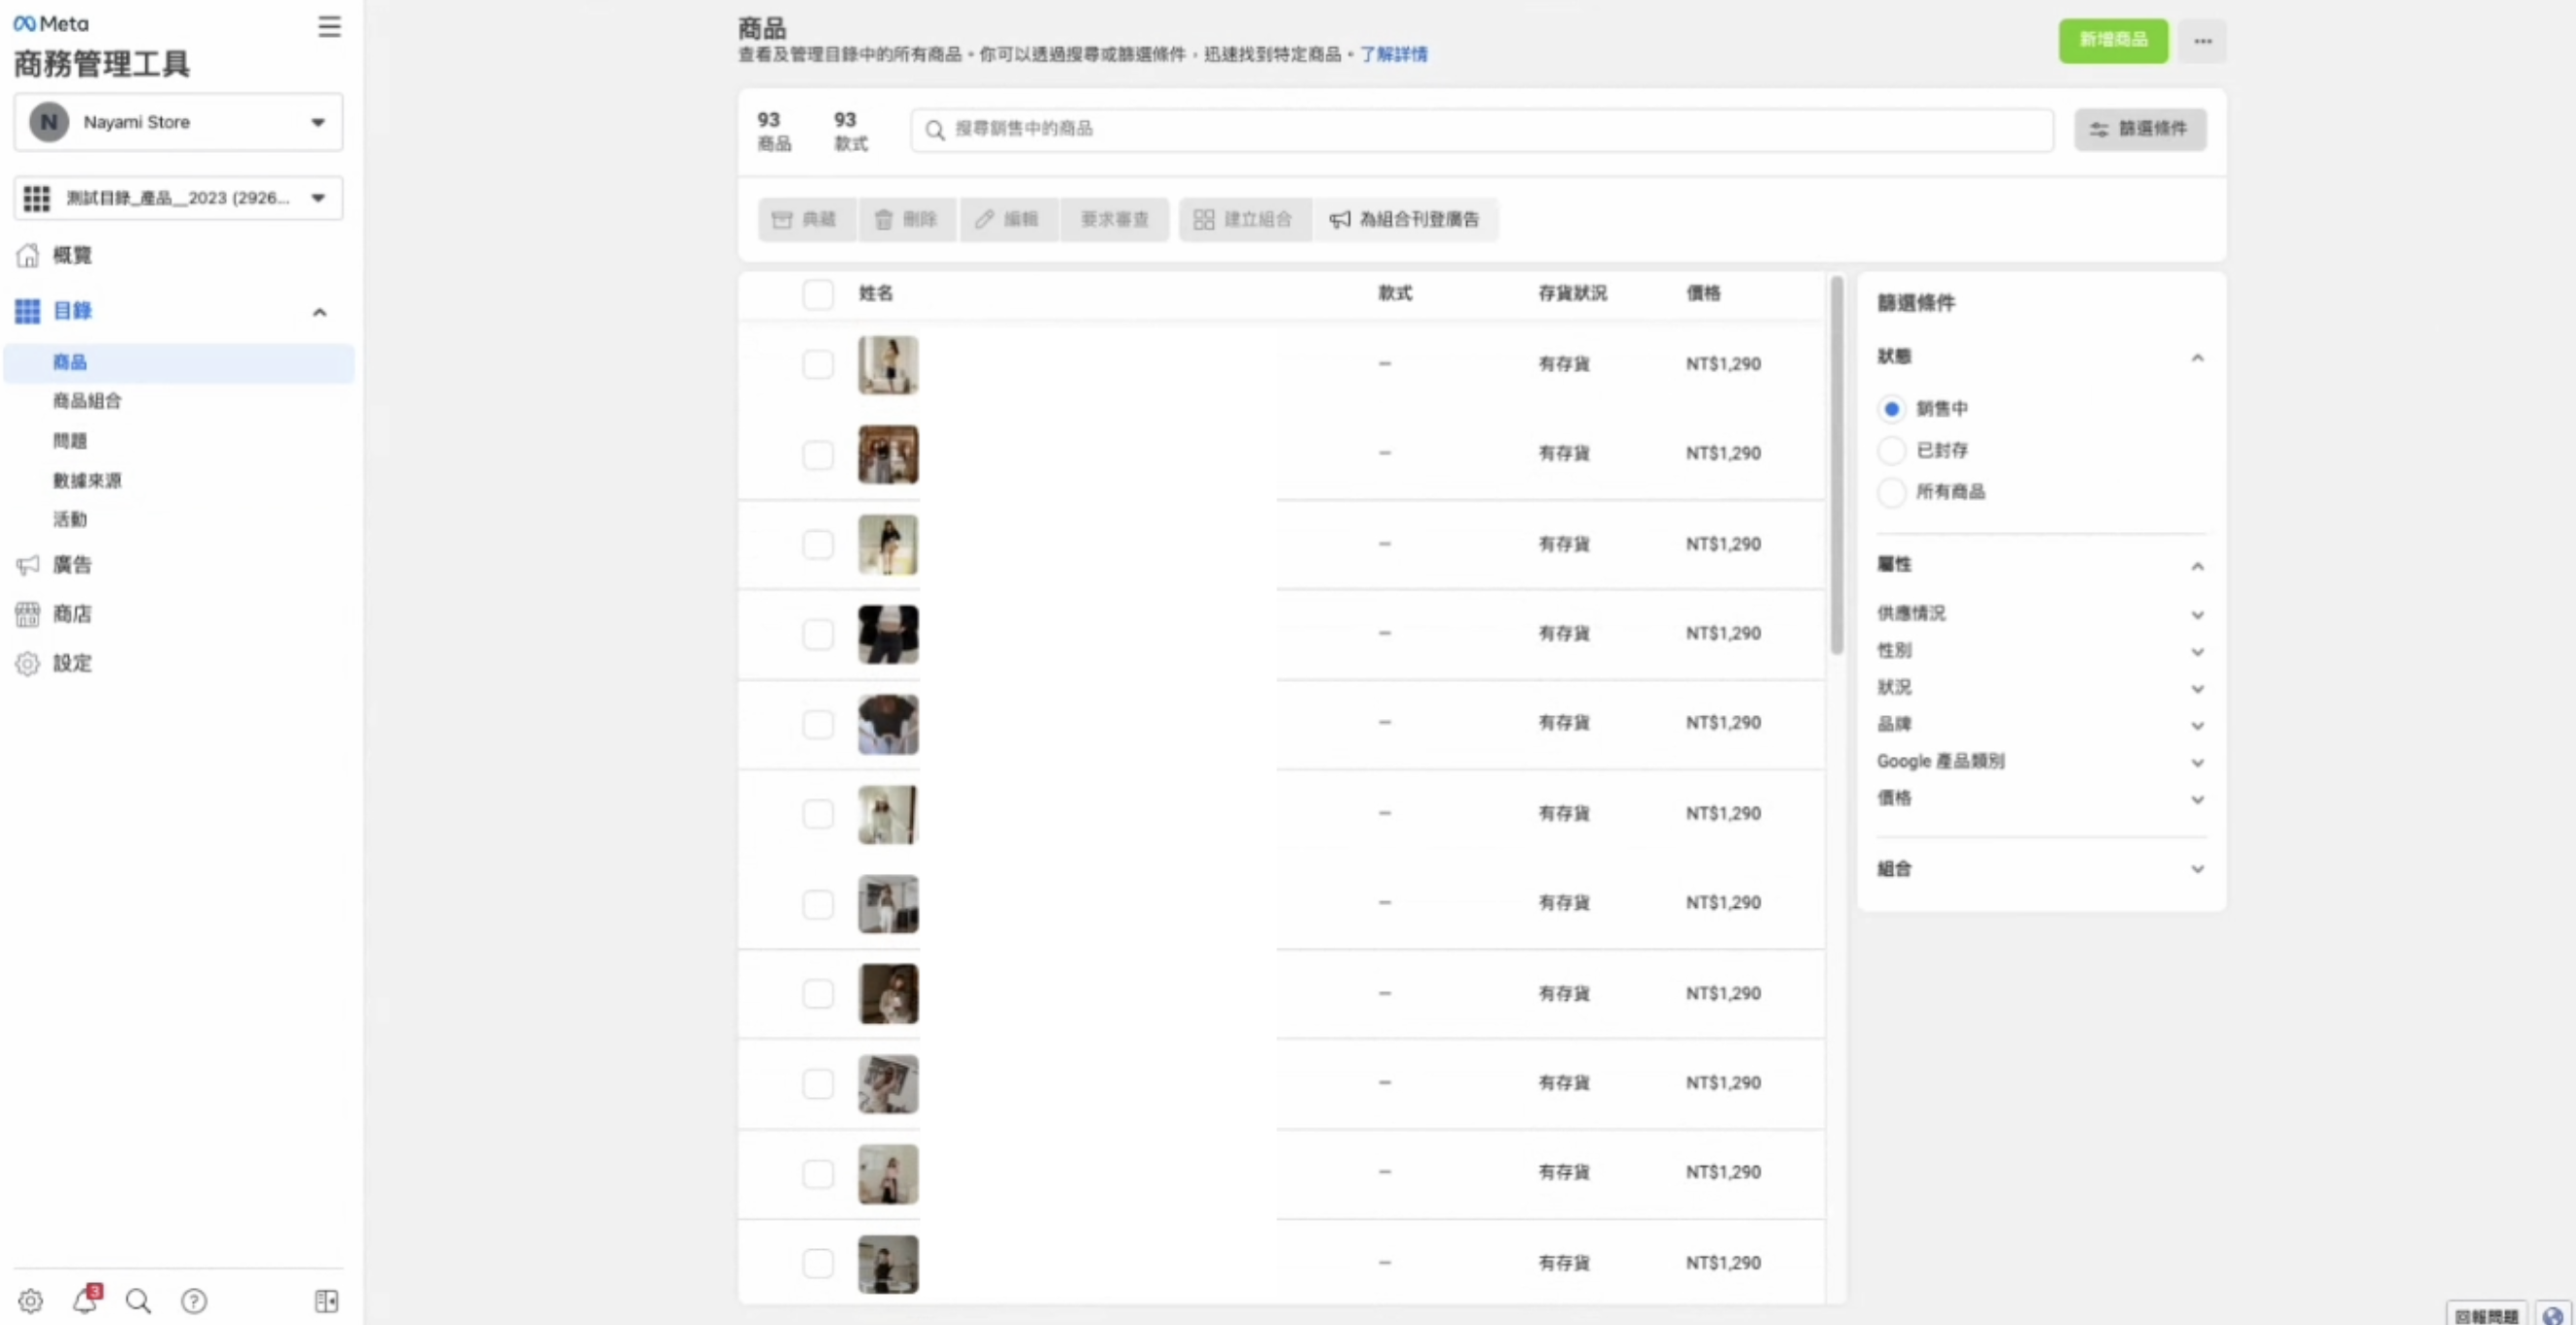 Meta
商務管理工具
N Nayami Store
測試目錄_產品__2023 (2926...
概覽
目錄
商品
商品組合
問題
數據來源
活動
廣告
商店
設定
3
商品
查看及管理目錄中的所有商品。你可以透過搜尋或篩選條件，迅速找到特定商品。了解詳情
新增商品
93 商品
93 款式
搜尋銷售中的商品
篩選條件
典藏 刪除 編輯 要求審查 建立組合 為組合刊登廣告
姓名 款式 存貨狀況 價格
— 有存貨 NT$1,290
— 有存貨 NT$1,290
— 有存貨 NT$1,290
— 有存貨 NT$1,290
— 有存貨 NT$1,290
— 有存貨 NT$1,290
— 有存貨 NT$1,290
— 有存貨 NT$1,290
— 有存貨 NT$1,290
— 有存貨 NT$1,290
— 有存貨 NT$1,290
篩選條件
狀態
銷售中
已封存
所有商品
屬性
供應情況
性別
狀況
品牌
Google 產品類別
價格
組合
回報問題